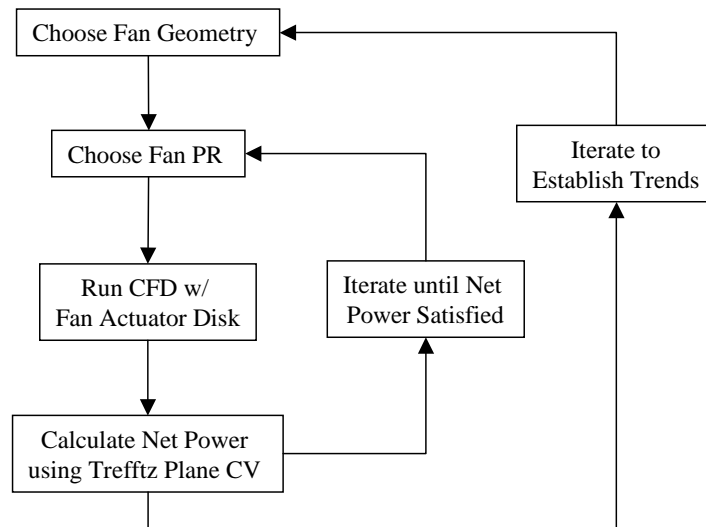 Choose Fan Geometry
Choose Fan PR
Iterate to
Establish Trends
Run CFD w/
Fan Actuator Disk
Iterate until Net
Power Satisfied
Calculate Net Power
using Trefftz Plane CV